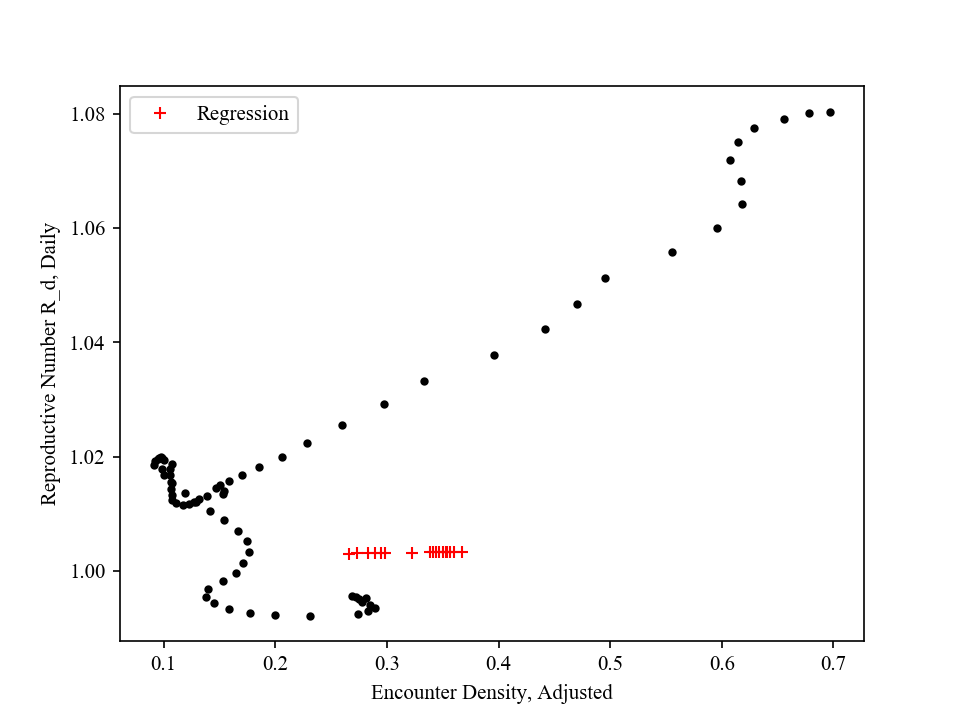 Regression
1.08
1.06
1.04
1.02
1.00
Reproductive Number R_d, Daily
0.1 0.2 0.3 0.4 0.5 0.6 0.7
Encounter Density, Adjusted